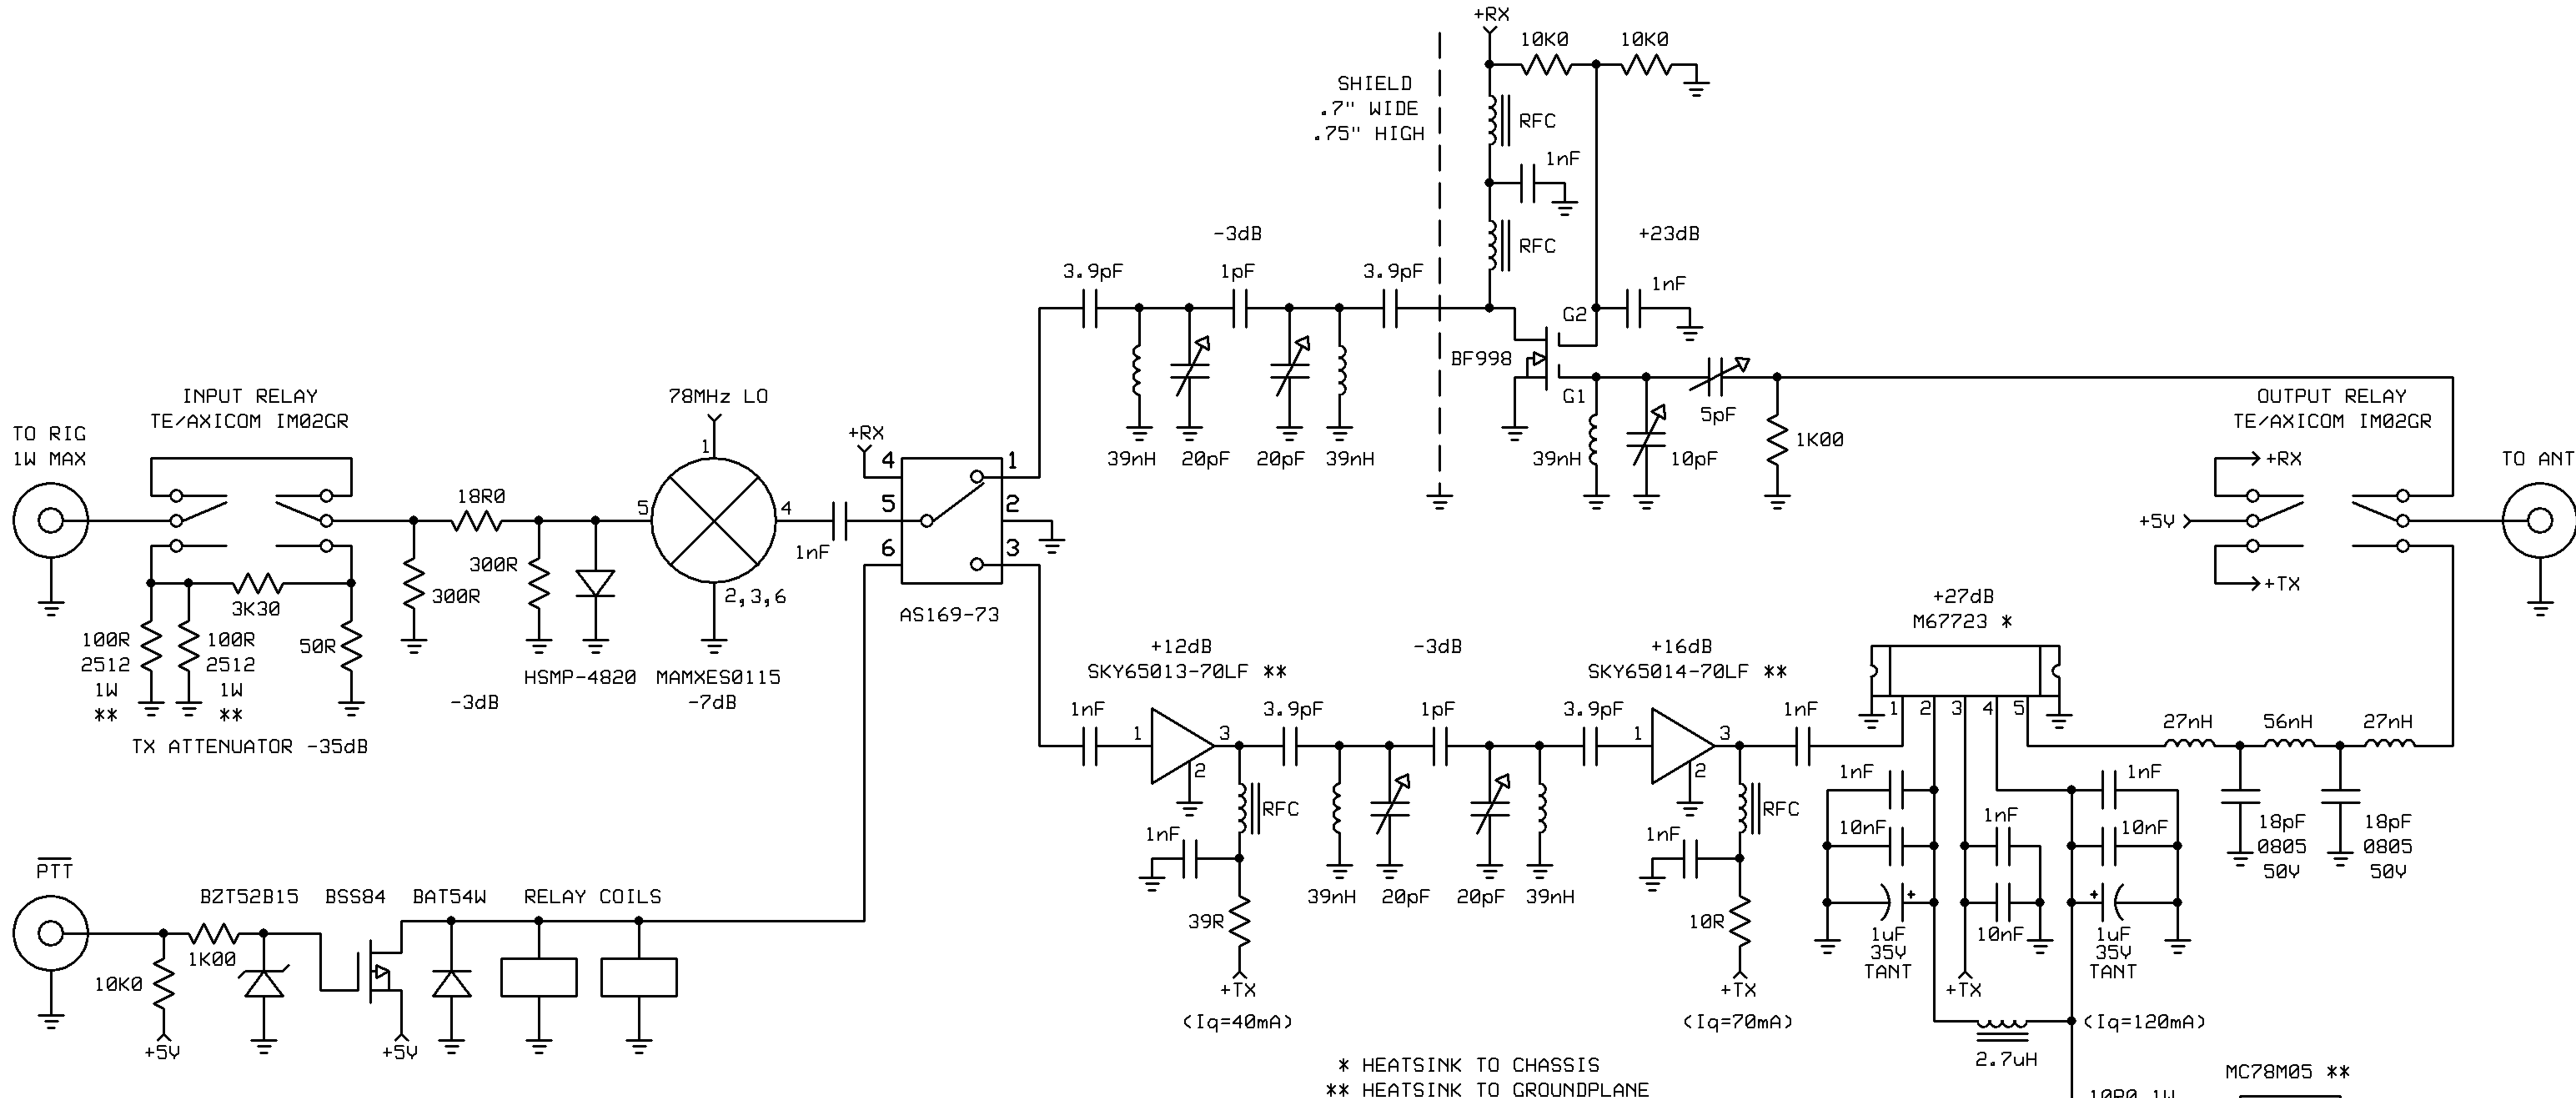 +RX
10K0
10K0
SHIELD
.7" WIDE
.75" HIGH
RFC
1nF
RFC
-3dB
+23dB
3.9pF
1pF
3.9pF
1nF
G2
BF998
G1
5pF
39nH
20pF
20pF
39nH
39nH
10pF
1K00
INPUT RELAY
TE/AXICOM IM02GR
TO RIG
1W MAX
78MHz LO
1
+RX
4
1
18R0
5
4
5
2
1nF
6
3
300R
300R
2,3,6
AS169-73
3K30
100R
2512
1W
**
100R
2512
1W
**
50R
HSMP-4820
MAMXES0115
-3dB
-7dB
TX ATTENUATOR -35dB
OUTPUT RELAY
TE/AXICOM IM02GR
+RX
TO ANT
+5V
+TX
+12dB
SKY65013-70LF **
-3dB
+16dB
SKY65014-70LF **
+27dB
M67723 *
1nF
1
3
2
3.9pF
1pF
3.9pF
1
3
2
1nF
1
2
3
4
5
27nH
56nH
27nH
RFC
RFC
1nF
1nF
1nF
1nF
10nF
1nF
10nF
18pF
0805
50V
18pF
0805
50V
39nH
20pF
20pF
39nH
39R
10R
1uF
35V
TANT
10nF
1uF
35V
TANT
+TX
+TX
+TX
(Iq=40mA)
(Iq=70mA)
(Iq=120mA)
2.7uH
PTT
BZT52B15
BSS84
BAT54W
RELAY COILS
1K00
10K0
+5V
+5V
* HEATSINK TO CHASSIS
** HEATSINK TO GROUNDPLANE
MC78M05 **
10R0 1W